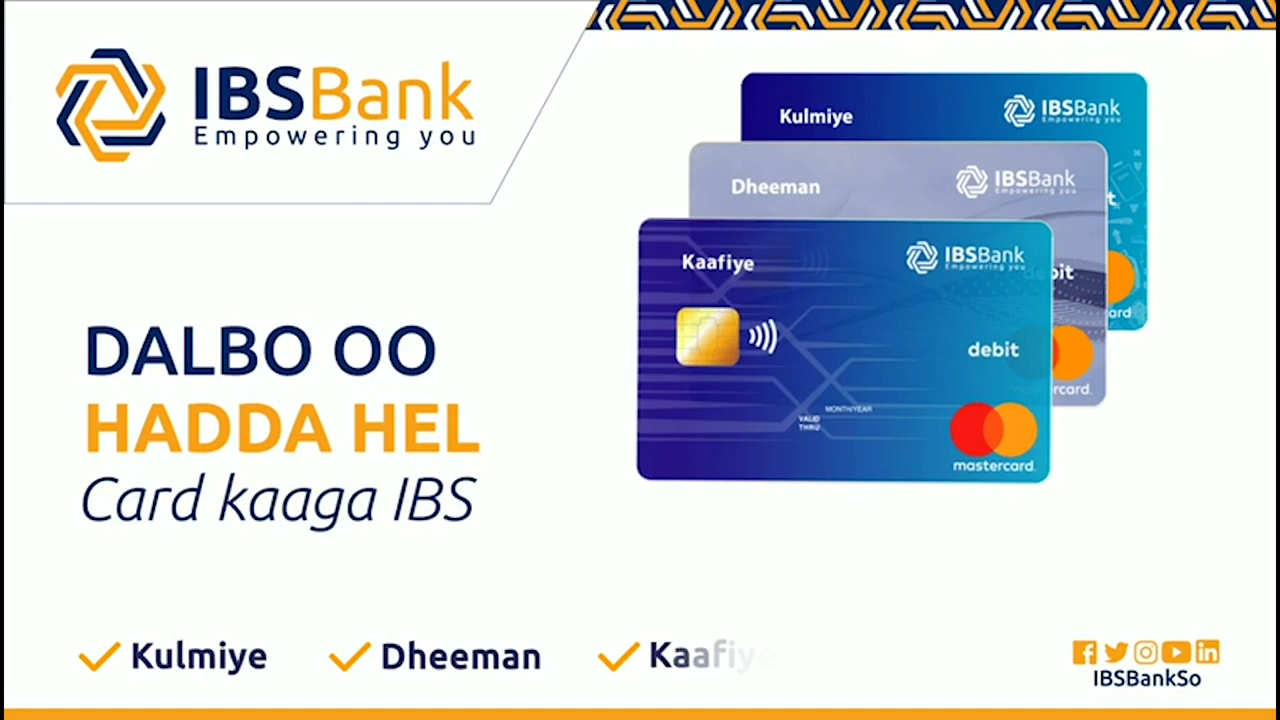 IBSBank
Empowering you
Kulmiye
IBSBank
Empowering you
Dheeman
IBSBank
Empowering you
Kaafiye
IBSBank
Empowering you
debit
MONTH/YEAR
VALID
THRU
mastercard.
DALBO OO
HADDA HEL
Card kaaga IBS
Kulmiye
Dheeman
Kaafiye
IBSBankSo